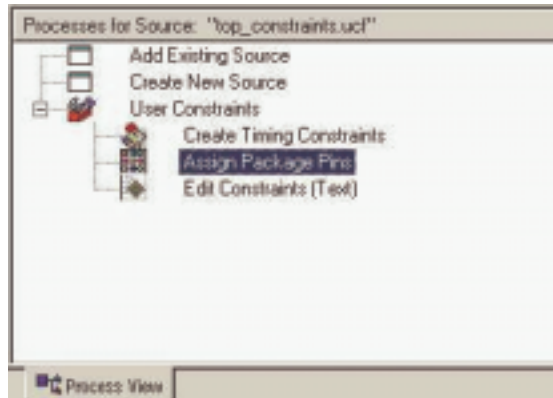 Processes for Source: "top_constraints.ucf"
Add Existing Source
Create New Source
User Constraints
Create Timing Constraints
Assign Package Pins
Edit Constraints (Text)
Process View